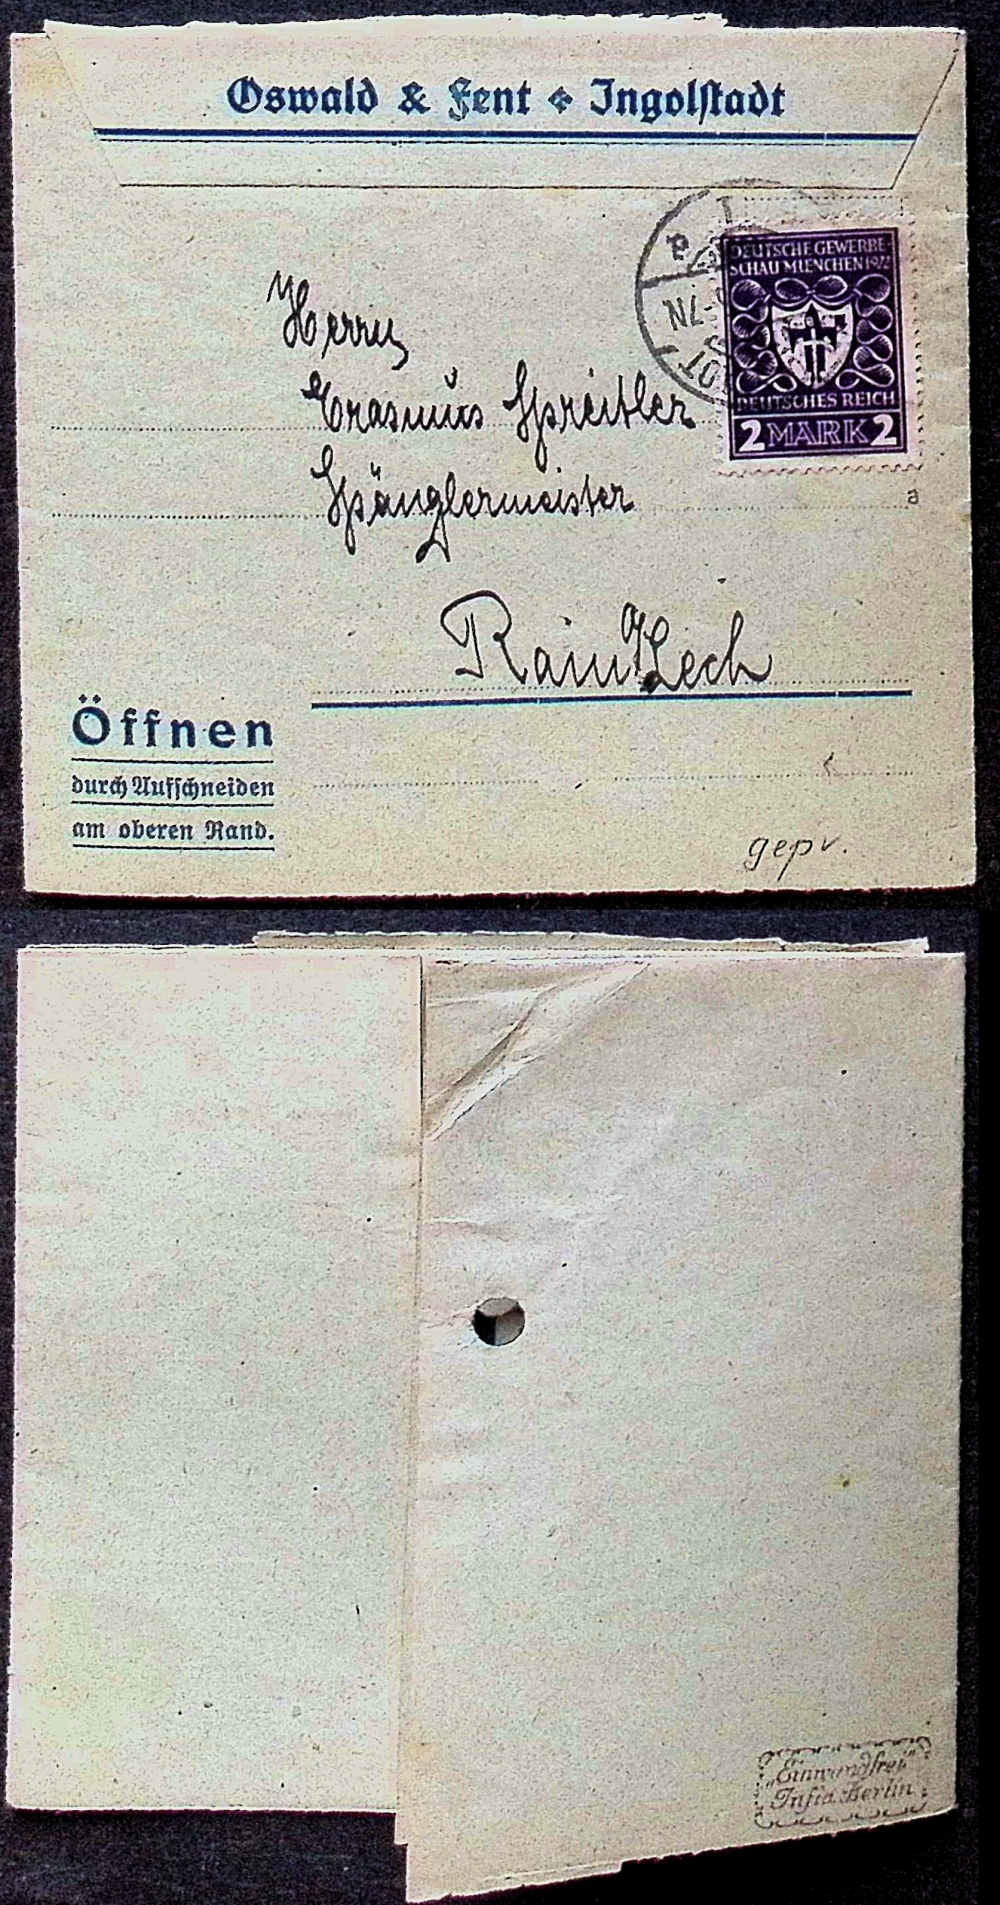 Oswald & Fent ✣ Ingolstadt
DEUTSCHE GEWERBE-
SCHAU MUENCHEN 1922
DEUTSCHES REICH
2 MARK 2
a
Herrn
Erasmus Spreitler
Spänglermeister
Rain a/Lech
Öffnen
durch Aufschneiden
am oberen Rand.
gepr.
"Einwandfrei"
Infla Berlin